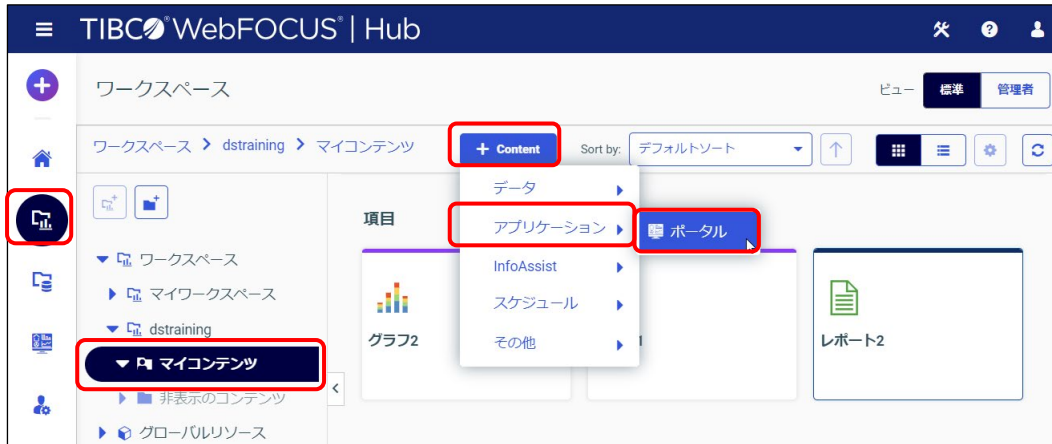 TIBCO® WebFOCUS® | Hub
ワークスペース
ビュー 標準 管理者
ワークスペース > dstraining > マイコンテンツ
+ Content
Sort by: デフォルトソート
データ
アプリケーション
ポータル
InfoAssist
スケジュール
その他
ワークスペース
マイワークスペース
dstraining
マイコンテンツ
非表示のコンテンツ
グローバルリソース
項目
グラフ2
1
レポート2